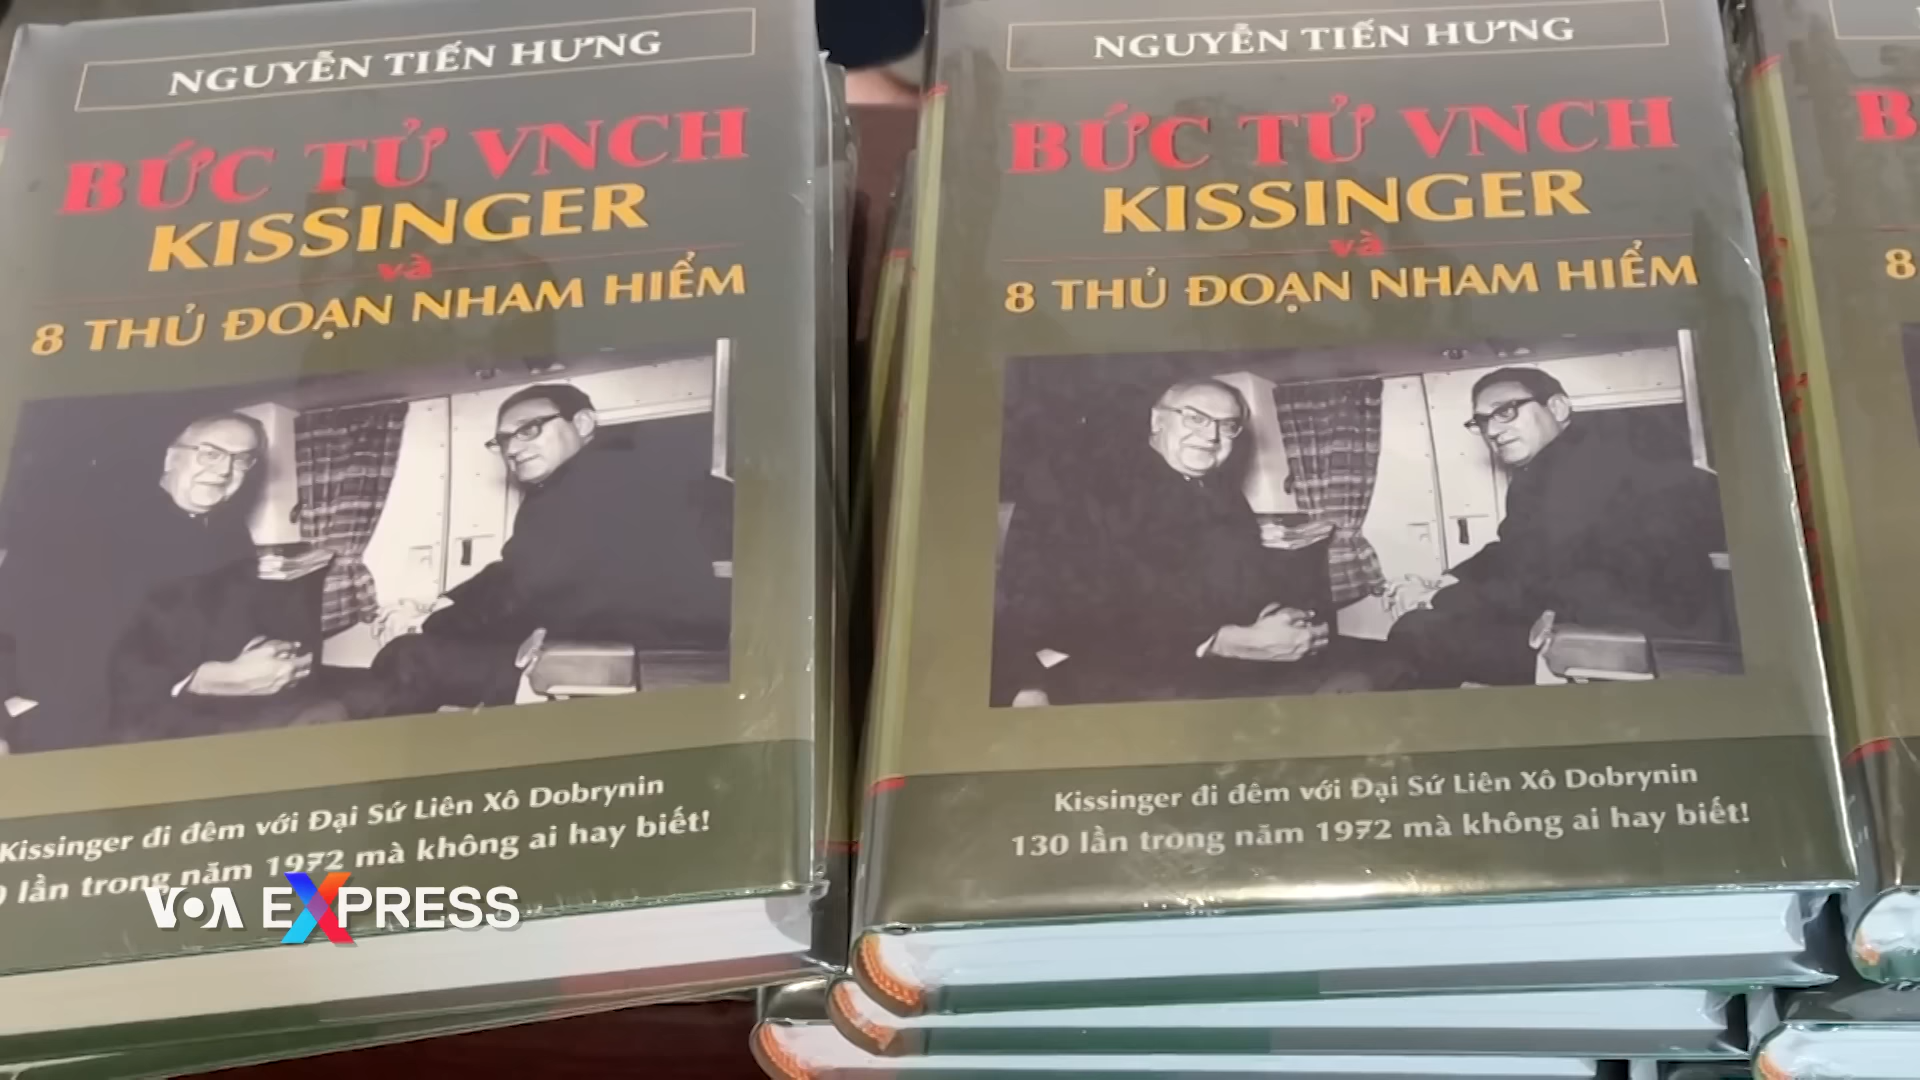 NGUYỄN TIẾN HƯNG
BỨC TỬ VNCH
KISSINGER
và
8 THỦ ĐOẠN NHAM HIỂM
Kissinger đi đêm với Đại Sứ Liên Xô Dobrynin
lần trong năm 1972 mà không ai hay biết!
NGUYỄN TIẾN HƯNG
BỨC TỬ VNCH
KISSINGER
và
8 THỦ ĐOẠN NHAM HIỂM
Kissinger đi đêm với Đại Sứ Liên Xô Dobrynin
130 lần trong năm 1972 mà không ai hay biết!
B
8
VOA EXPRESS